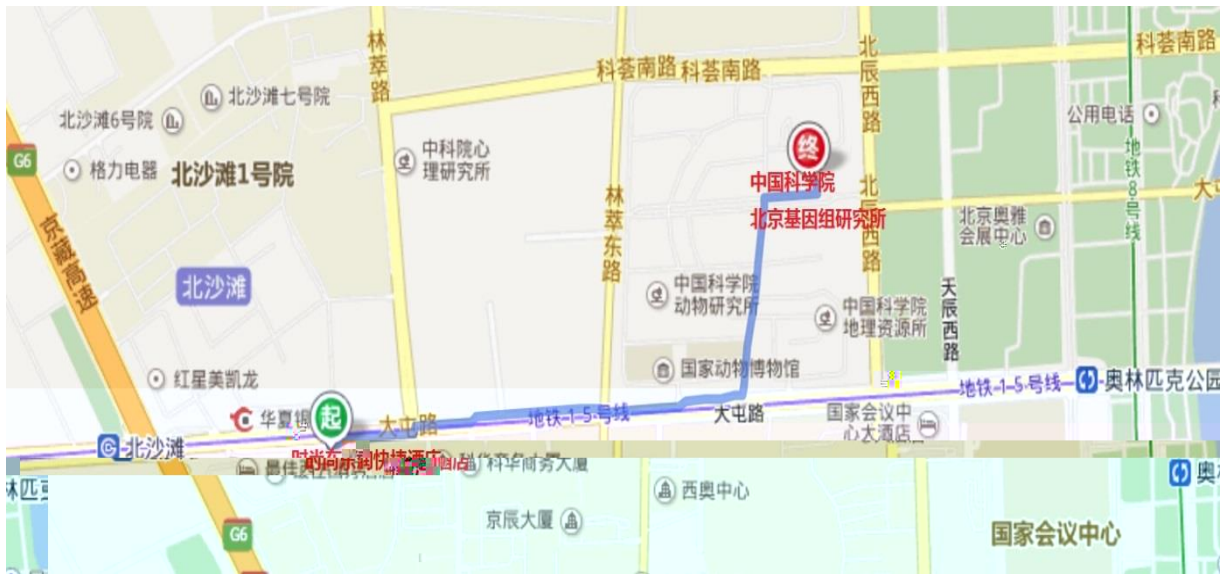 林萃路
科荟南路
科荟南路
北辰西路
科荟南路
北沙滩七号院
北沙滩6号院
公用电话
G6
格力电器
北沙滩1号院
中科院心
理研究所
终
地铁8号线
中国科学院
北京基因组研究所
北辰西路
大
京藏高速
林萃东路
北京奥雅
会展中心
北沙滩
中国科学院
动物研究所
中国科学院
地理资源所
天辰西路
红星美凯龙
国家动物博物馆
地铁15号线
奥林匹克公园
起
华夏银
大屯路
地铁15号线
大屯路
国家会议中
心大酒店
北沙滩
科华商务大厦
林匹克
西奥中心
奥
京辰大厦
G6
国家会议中心